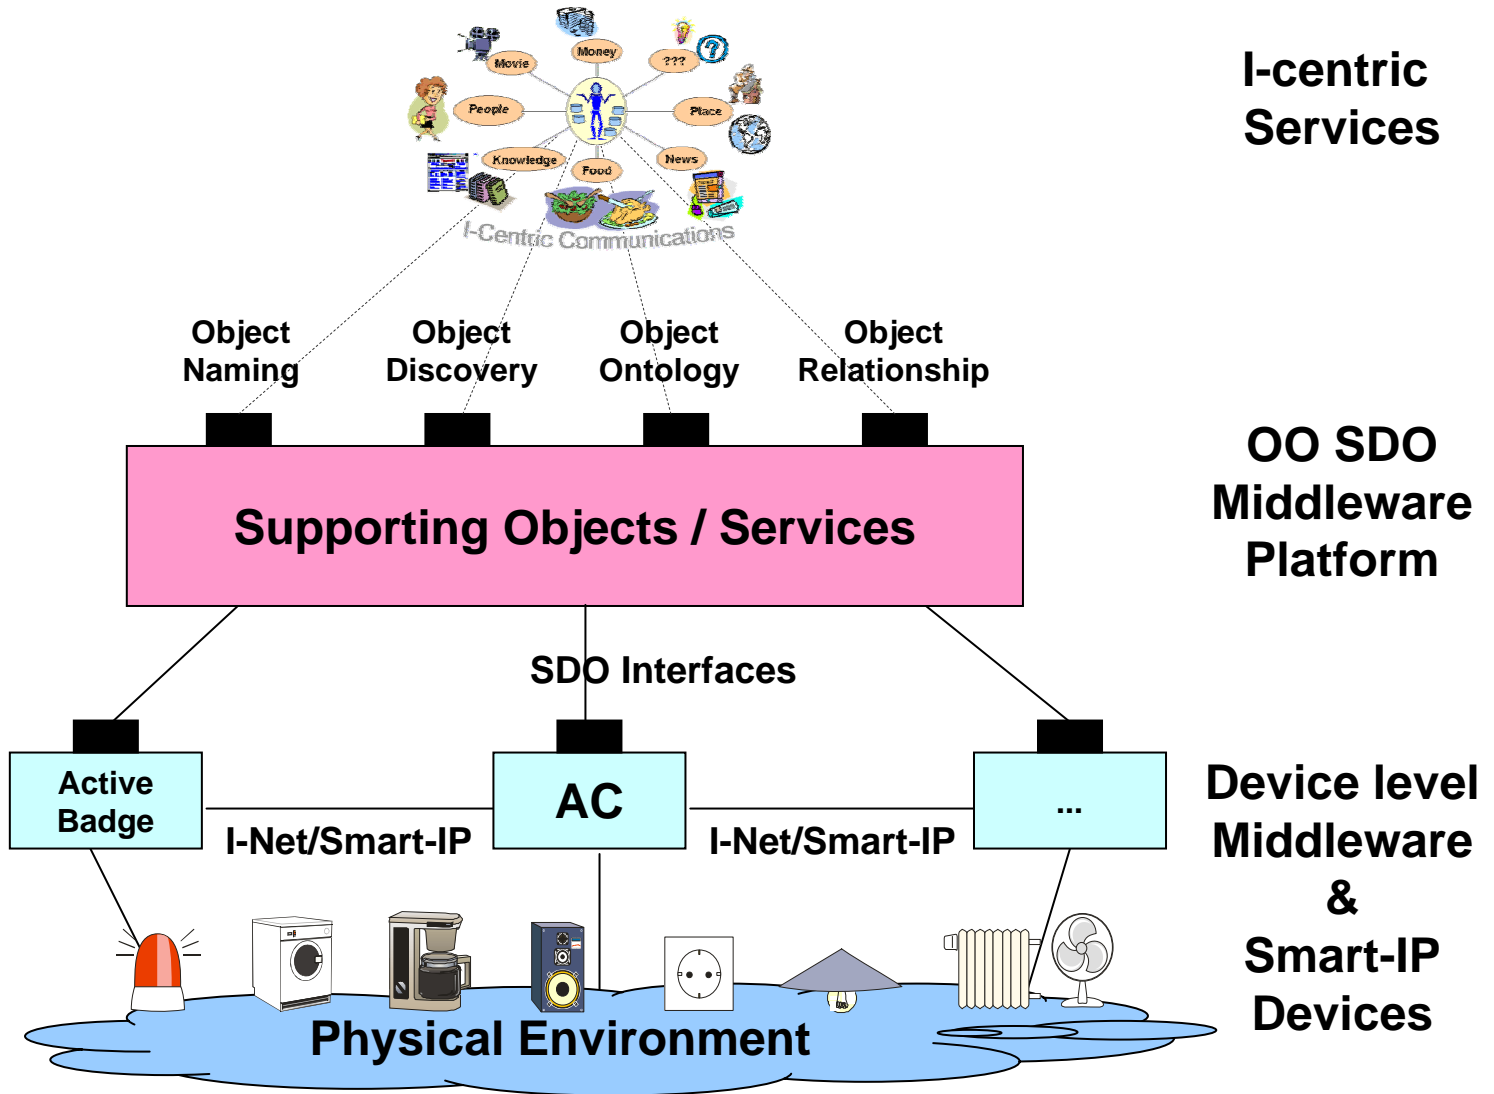 Money
Movie
???
People
Place
Knowledge
News
Food
I-Centric Communications
I-centric
Services
Object
Naming
Object
Discovery
Object
Ontology
Object
Relationship
Supporting Objects / Services
OO SDO
Middleware
Platform
SDO Interfaces
Active
Badge
AC
...
I-Net/Smart-IP
I-Net/Smart-IP
Device level
Middleware
&
Smart-IP
Devices
Physical Environment